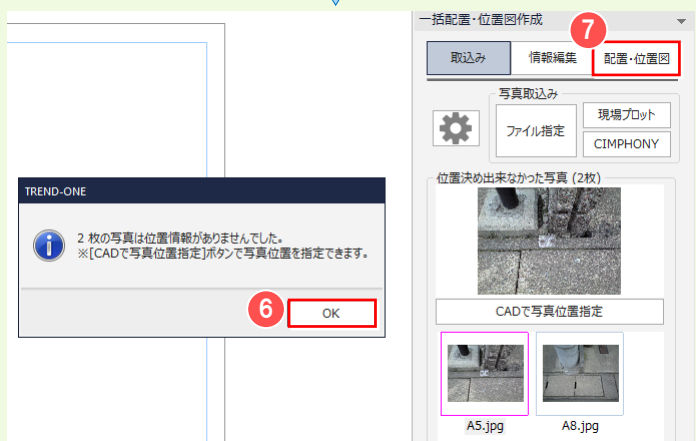 一括配置・位置図作成
7
取込み 情報編集 配置・位置図
写真取込み
ファイル指定
現場プロット
CIMPHONY
位置決め出来なかった写真 (2枚)
TREND-ONE
2 枚の写真は位置情報がありませんでした。
※[CADで写真位置指定]ボタンで写真位置を指定できます。
6
OK
CADで写真位置指定
A5.jpg A8.jpg